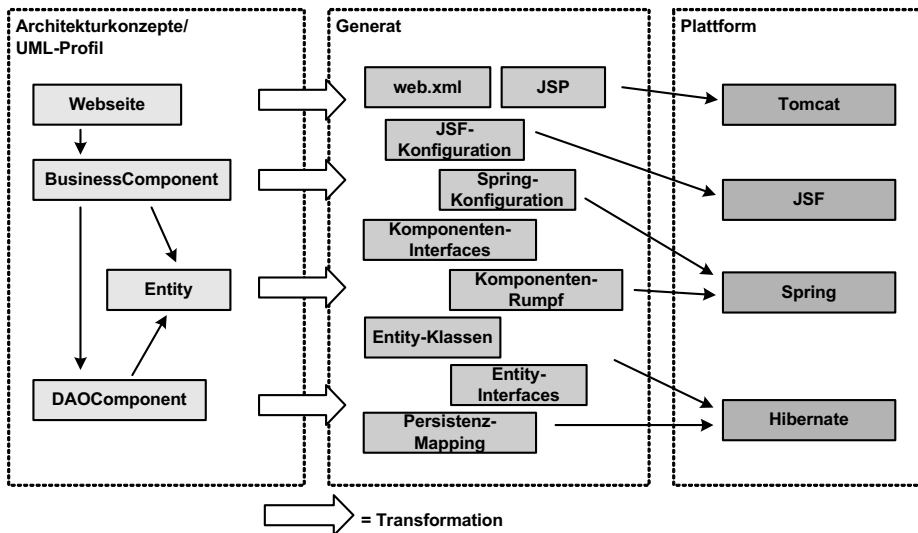 Architekturkonzepte/
UML-Profil
Webseite
BusinessComponent
Entity
DAOComponent
Generat
web.xml
JSP
JSF-
Konfiguration
Spring-
Konfiguration
Komponenten-
Interfaces
Komponenten-
Rumpf
Entity-Klassen
Entity-
Interfaces
Persistenz-
Mapping
Plattform
Tomcat
JSF
Spring
Hibernate
= Transformation